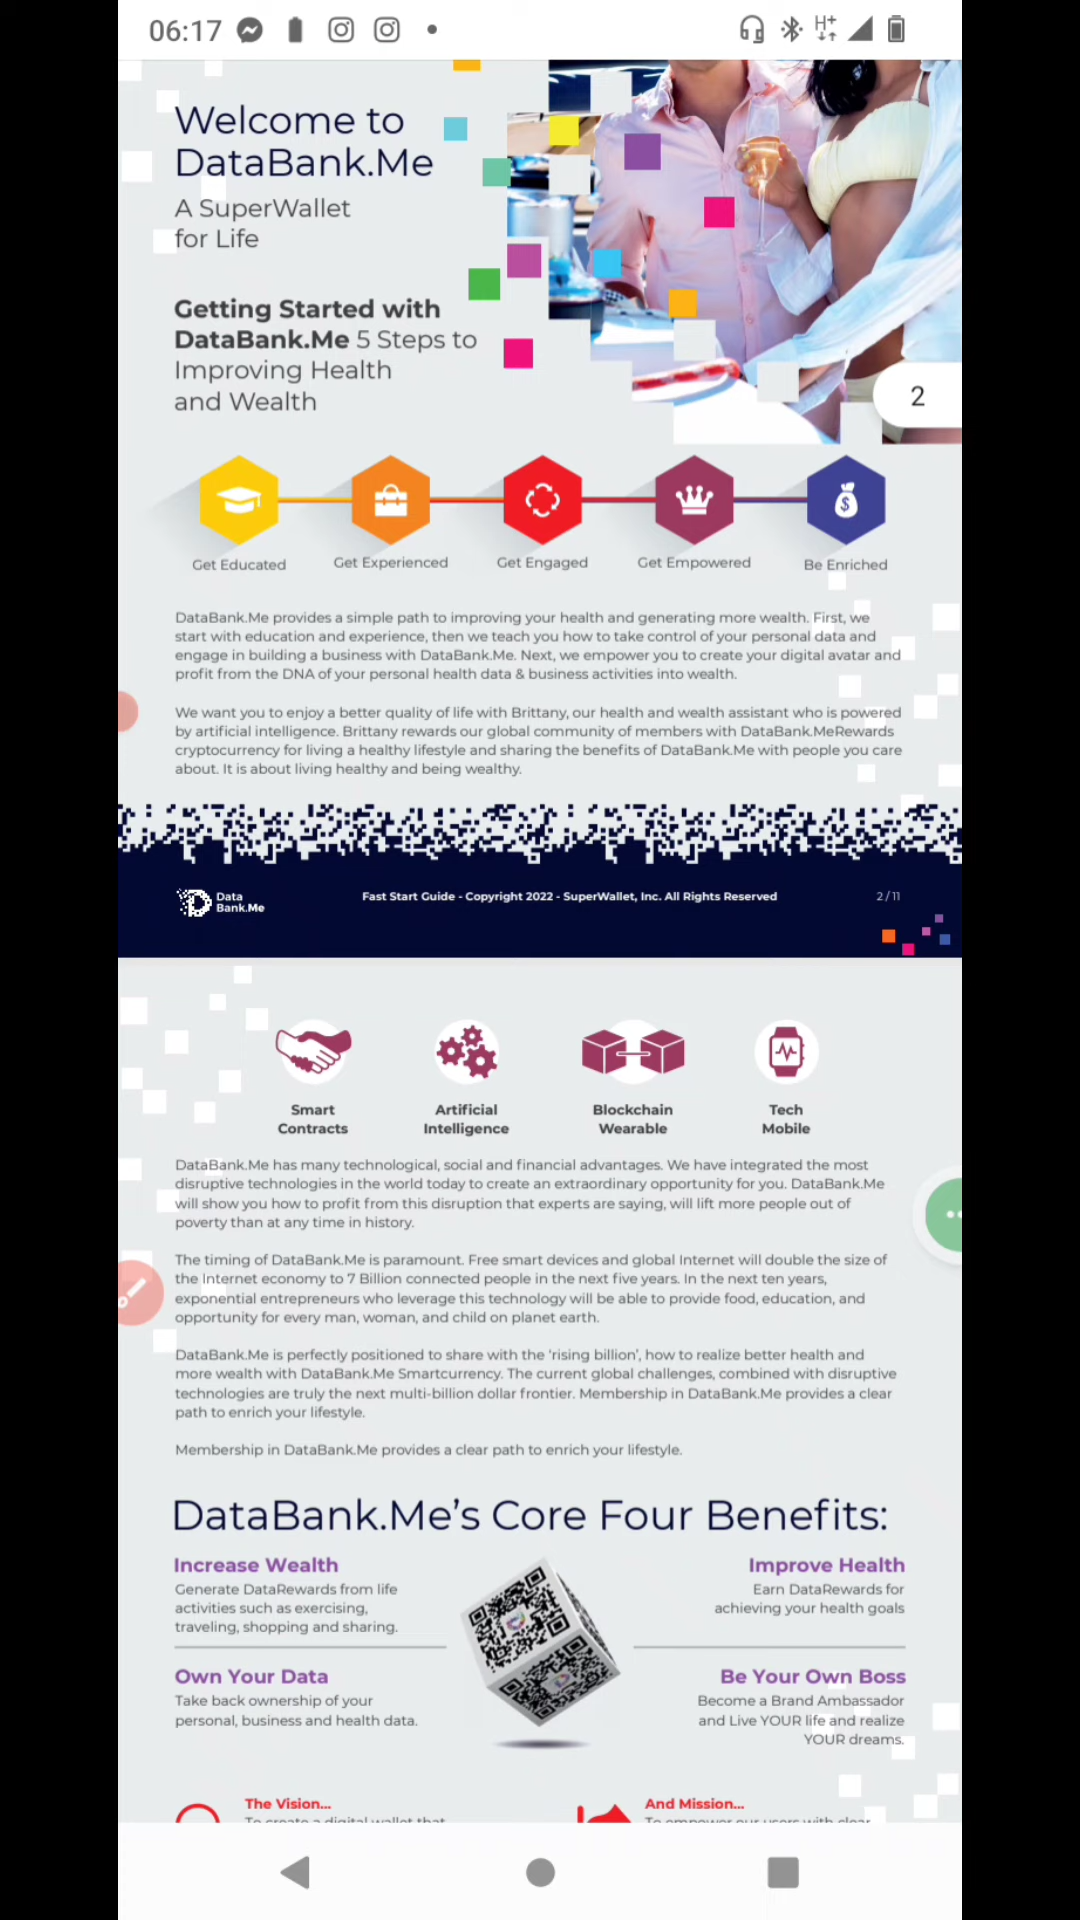 06:17
H+
Welcome to
DataBank.Me
A SuperWallet
for Life
Getting Started with
DataBank.Me 5 Steps to
Improving Health
and Wealth
2
Get Educated
Get Experienced
Get Engaged
Get Empowered
Be Enriched
DataBank.Me provides a simple path to improving your health and generating more wealth. First, we
start with education and experience, then we teach you how to take control of your personal data and
engage in building a business with DataBank.Me. Next, we empower you to create your digital avatar and
profit from the DNA of your personal health data & business activities into wealth.
We want you to enjoy a better quality of life with Brittany, our health and wealth assistant who is powered
by artificial intelligence. Brittany rewards our global community of members with DataBank.MeRewards
cryptocurrency for living a healthy lifestyle and sharing the benefits of DataBank.Me with people you care
about. It is about living healthy and being wealthy.
Data
Bank.Me
Fast Start Guide - Copyright 2022 - SuperWallet, Inc. All Rights Reserved
2/11
Smart
Contracts
Artificial
Intelligence
Blockchain
Wearable
Tech
Mobile
DataBank.Me has many technological, social and financial advantages. We have integrated the most
disruptive technologies in the world today to create an extraordinary opportunity for you. DataBank.Me
will show you how to profit from this disruption that experts are saying, will lift more people out of
poverty than at any time in history.
The timing of DataBank.Me is paramount. Free smart devices and global Internet will double the size of
the Internet economy to 7 Billion connected people in the next five years. In the next ten years,
exponential entrepreneurs who leverage this technology will be able to provide food, education, and
opportunity for every man, woman, and child on planet earth.
DataBank.Me is perfectly positioned to share with the ‘rising billion’, how to realize better health and
more wealth with DataBank.Me Smartcurrency. The current global challenges, combined with disruptive
technologies are truly the next multi-billion dollar frontier. Membership in DataBank.Me provides a clear
path to enrich your lifestyle.
Membership in DataBank.Me provides a clear path to enrich your lifestyle.
DataBank.Me’s Core Four Benefits:
Increase Wealth
Generate DataRewards from life
activities such as exercising,
traveling, shopping and sharing.
Improve Health
Earn DataRewards for
achieving your health goals
Own Your Data
Take back ownership of your
personal, business and health data.
Be Your Own Boss
Become a Brand Ambassador
and Live YOUR life and realize
YOUR dreams.
The Vision...
To create a digital wallet that
And Mission...
To empower our users with clear